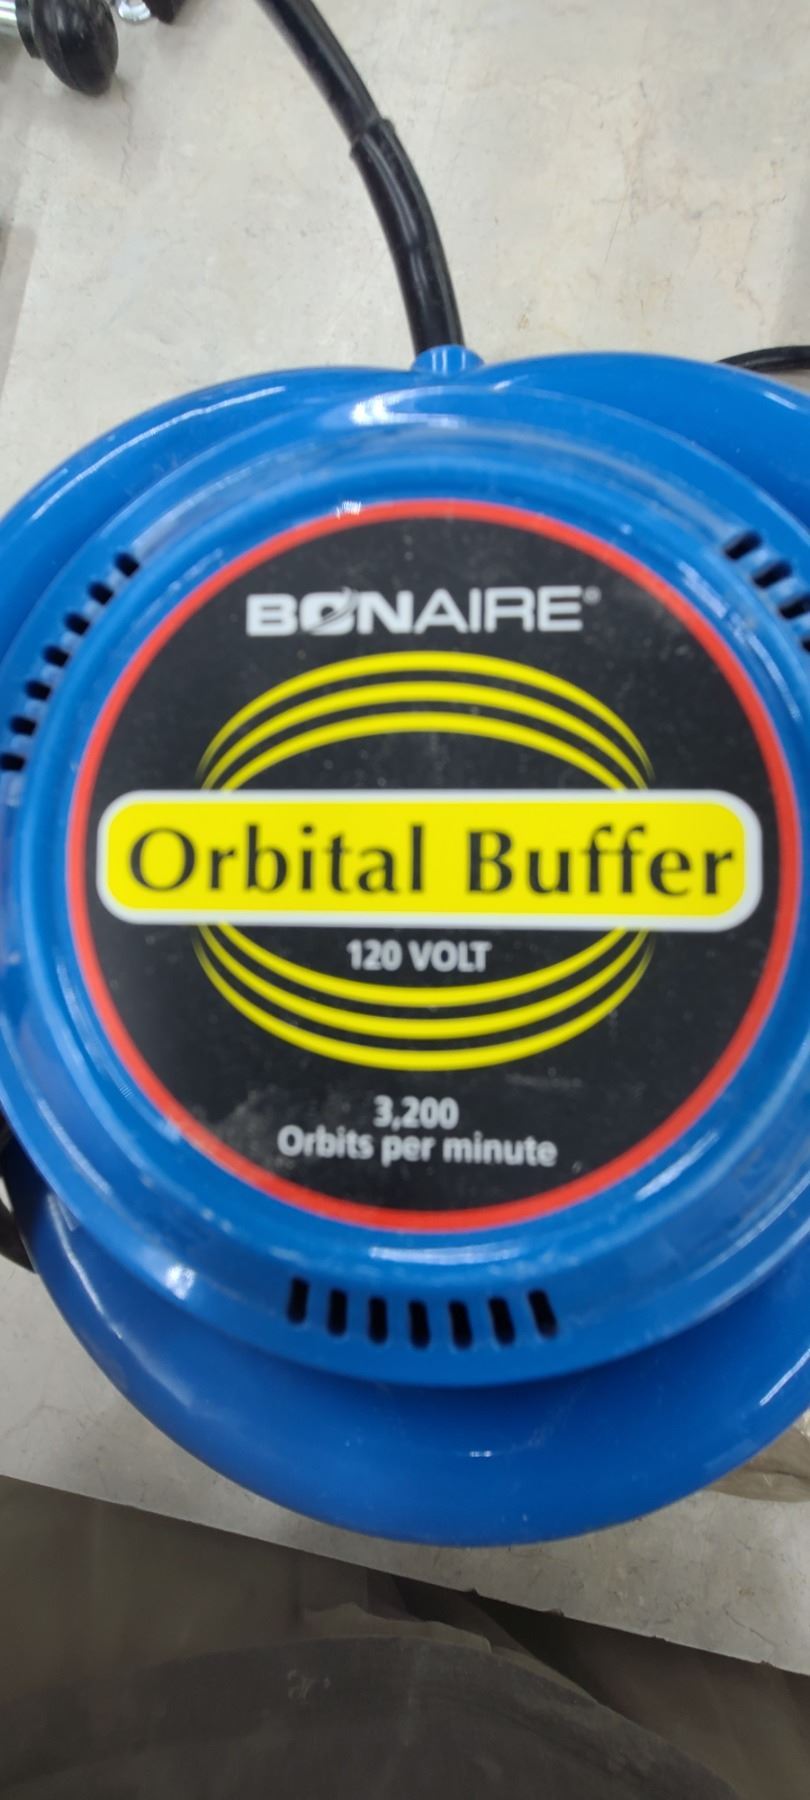 BONAIRE®
Orbital Buffer
120 VOLT
3,200
Orbits per minute